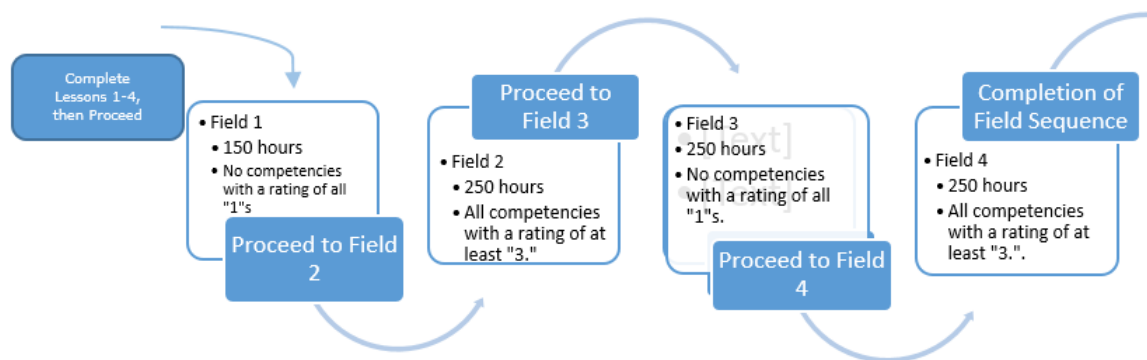 Complete
Lessons 1-4,
then Proceed
• Field 1
• 150 hours
• No competencies
with a rating of all
"1"s
Proceed to Field
2
Proceed to
Field 3
• Field 2
• 250 hours
• All competencies
with a rating of at
least "3."
• [Text]
• [Text]
• Field 3
• 250 hours
• No competencies
with a rating of all
"1"s.
Proceed to Field
4
Completion of
Field Sequence
• Field 4
• 250 hours
• All competencies
with a rating of at
least "3.".